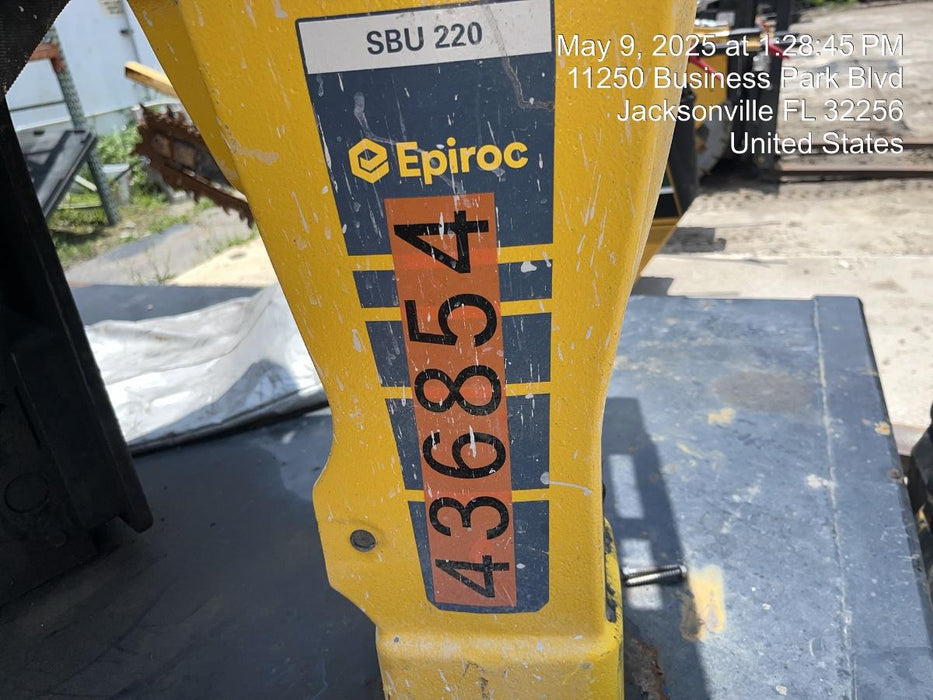 SBU 220
Epiroc
436854
May 9, 2025 at 1:28:45 PM
11250 Business Park Blvd
Jacksonville FL 32256
United States